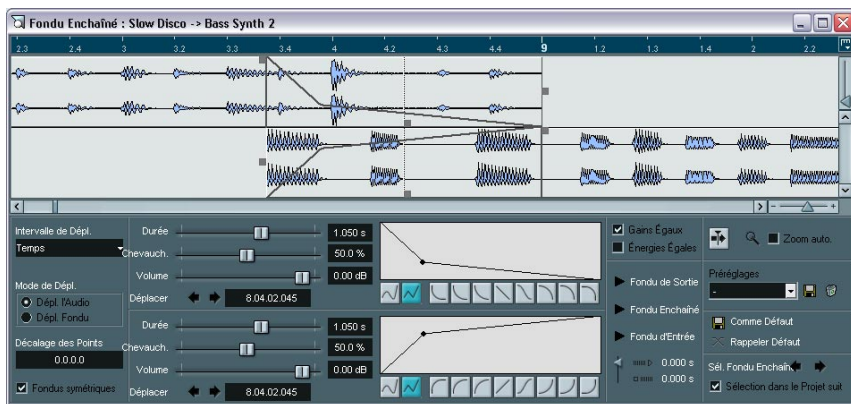 Fondu Enchaîné : Slow Disco -> Bass Synth 2
2.3 2.4 3 3.2 3.3 3.4 4 4.2 4.3 4.4 9 1.2 1.3 1.4 2 2.2
Intervalle de Dépl.
Temps
Mode de Dépl.
Dépl. l'Audio
Dépl. Fondu
Décalage des Points
0.0.0.0
Fondus symétriques
Durée 1.050 s
Chevauch. 50.0 %
Volume 0.00 dB
Déplacer 8.04.02.045
Durée 1.050 s
Chevauch. 50.0 %
Volume 0.00 dB
Déplacer 8.04.02.045
Gains Égaux
Énergies Égales
Fondu de Sortie
Fondu Enchaîné
Fondu d'Entrée
0.000 s
0.000 s
Zoom auto.
Préréglages
-
Comme Défaut
Rappeler Défaut
Sél. Fondu Enchaîn
Sélection dans le Projet suit